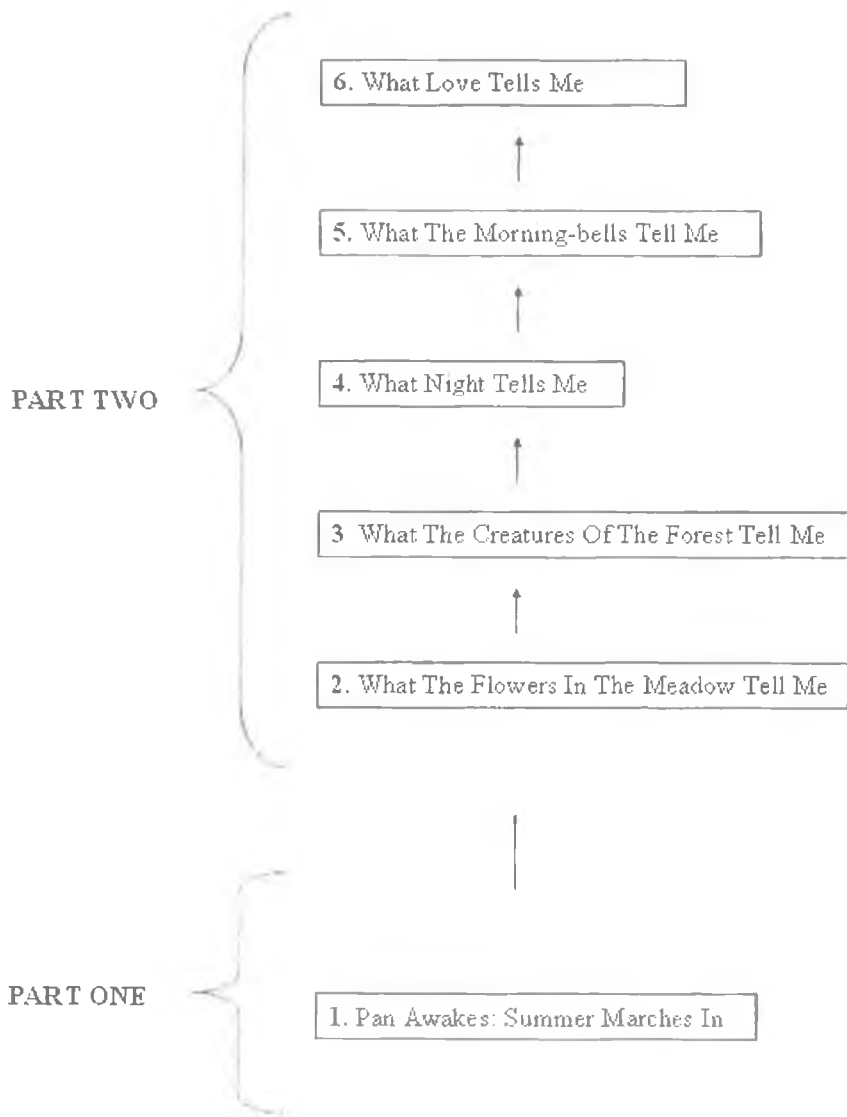 6. What Love Tells Me
5. What The Morning-bells Tell Me
PART TWO
4. What Night Tells Me
3 What The Creatures Of The Forest Tell Me
2. What The Flowers In The Meadow Tell Me
PART ONE
1. Pan Awakes: Summer Marches In